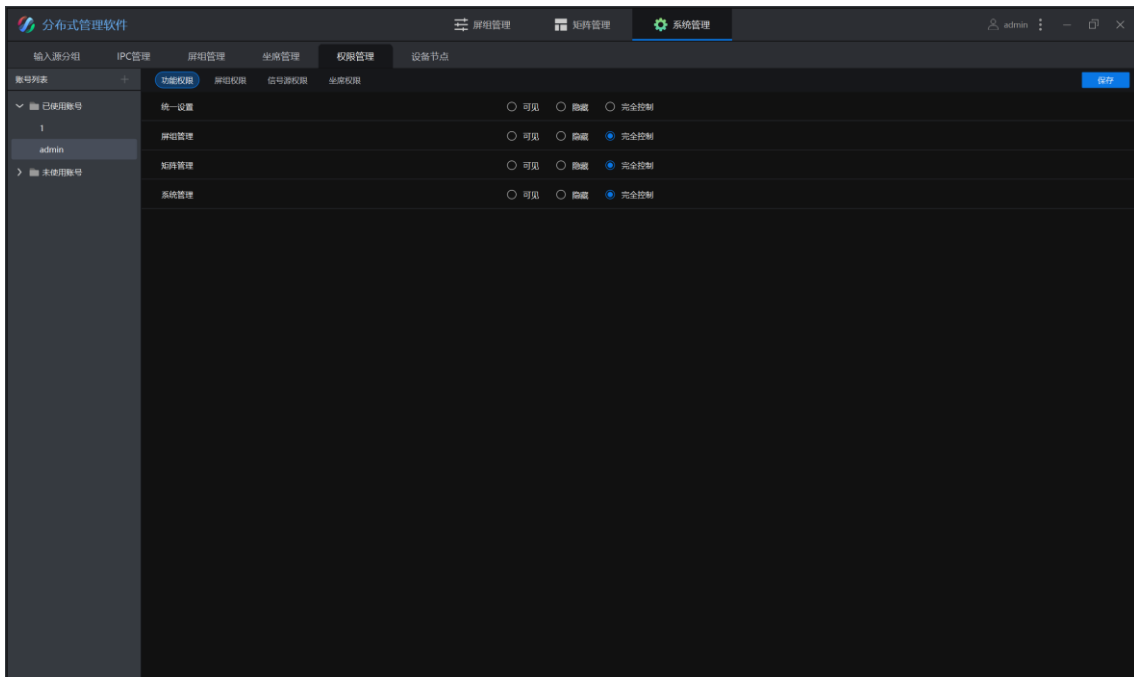 分布式管理软件 屏组管理 矩阵管理 系统管理 admin
输入源分组 IPC管理 屏组管理 坐席管理 权限管理 设备节点
账号列表 功能权限 屏组权限 信号源权限 坐席权限 保存
已使用账号 统一设置 可见 隐藏 完全控制
1
屏组管理 可见 隐藏 完全控制
admin
矩阵管理 可见 隐藏 完全控制
未使用账号
系统管理 可见 隐藏 完全控制